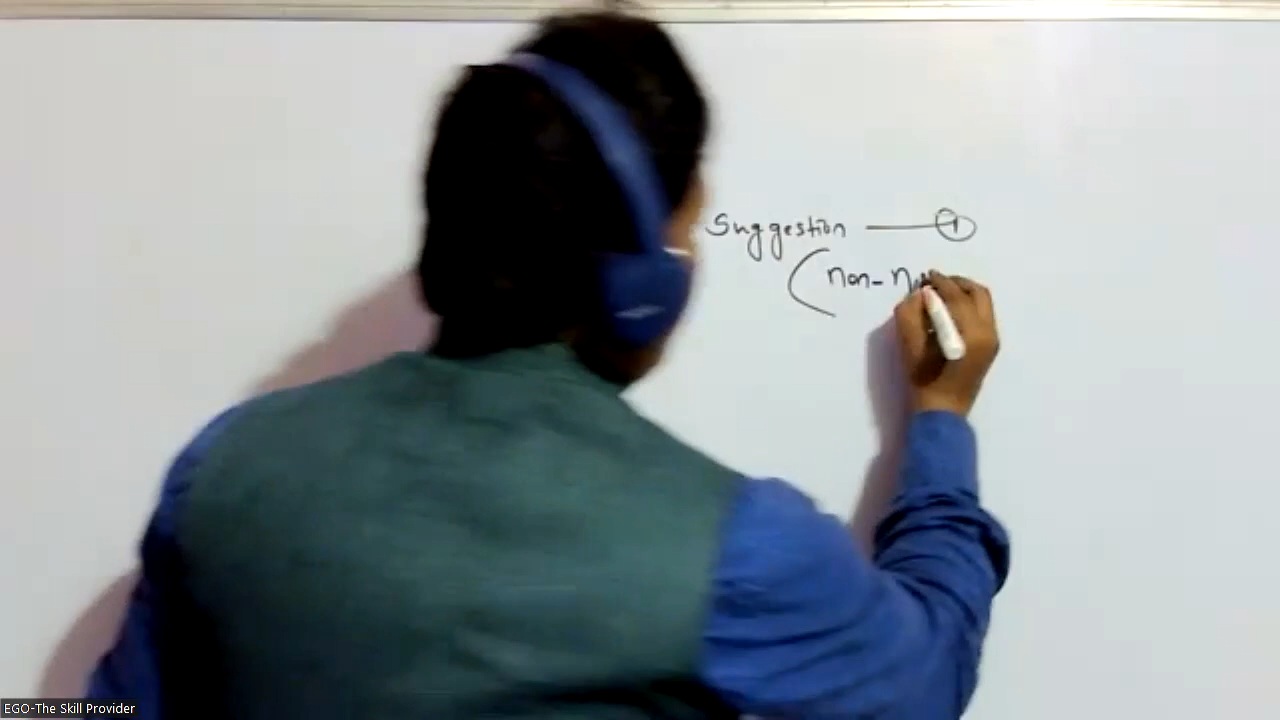 Suggestion — 1
(non-
EGO-The Skill Provider